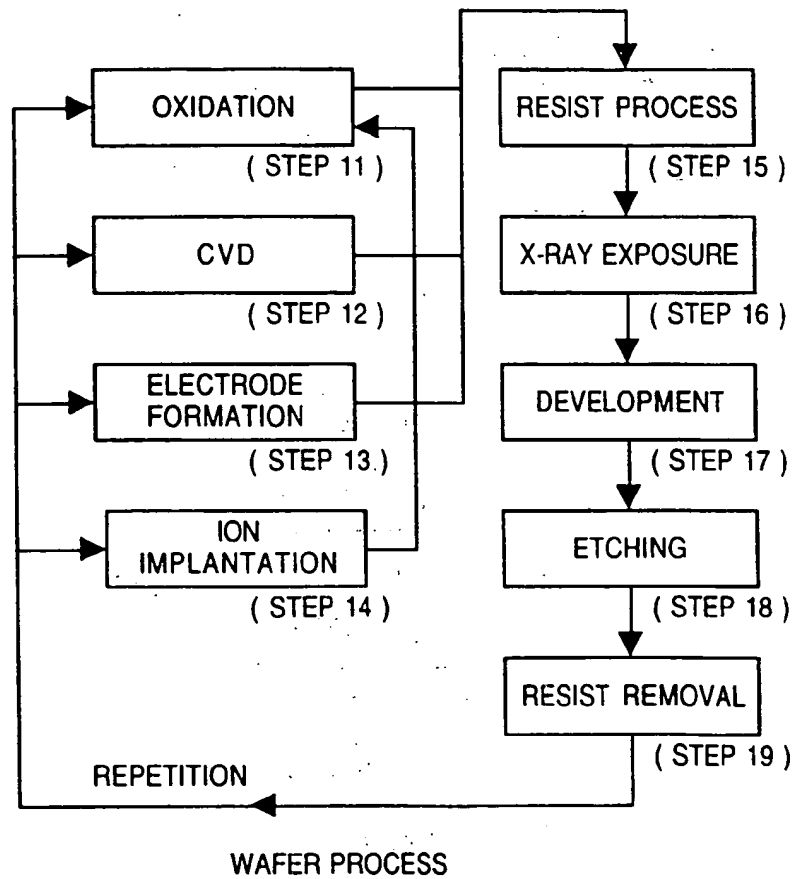 OXIDATION
( STEP 11 )
CVD
( STEP 12 )
ELECTRODE
FORMATION
( STEP 13 )
ION
IMPLANTATION
( STEP 14 )
RESIST PROCESS
( STEP 15 )
X-RAY EXPOSURE
( STEP 16 )
DEVELOPMENT
( STEP 17 )
ETCHING
( STEP 18 )
RESIST REMOVAL
( STEP 19 )
REPETITION
WAFER PROCESS